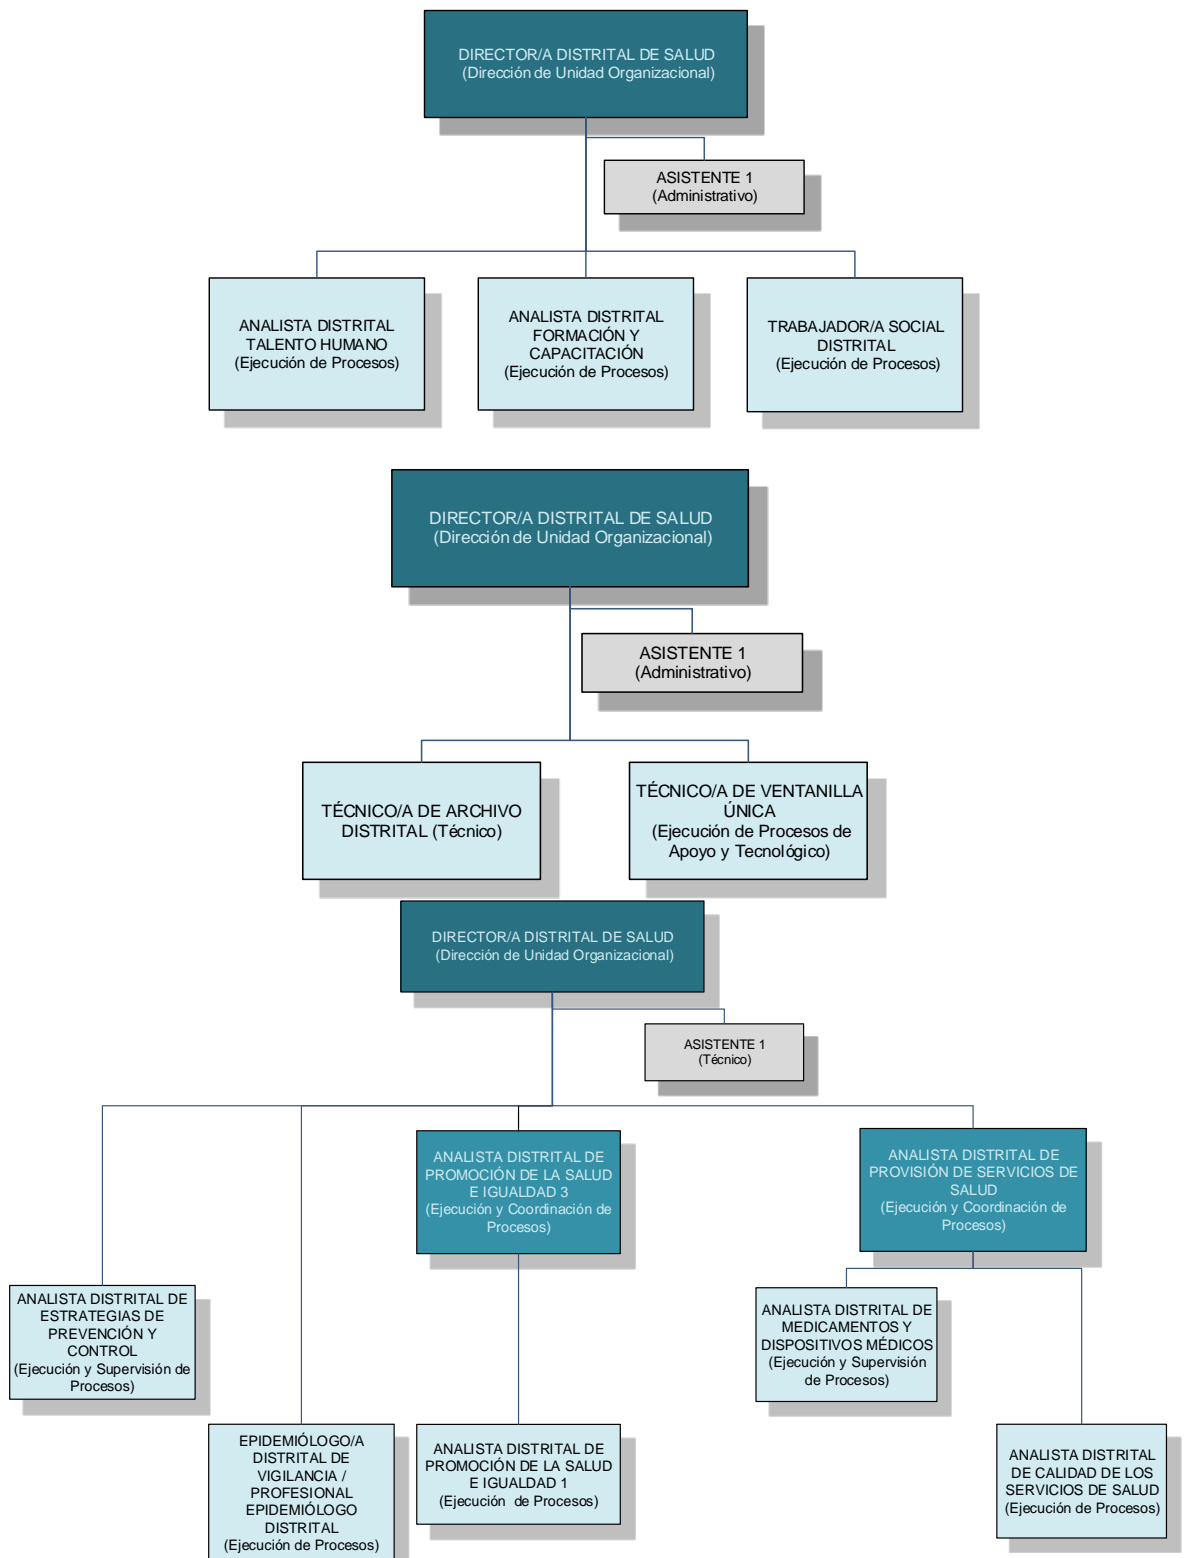 DIRECTOR/A DISTRITAL DE SALUD
(Dirección de Unidad Organizacional)
ASISTENTE 1
(Administrativo)
ANALISTA DISTRITAL
TALENTO HUMANO
(Ejecución de Procesos)
ANALISTA DISTRITAL
FORMACIÓN Y
CAPACITACIÓN
(Ejecución de Procesos)
TRABAJADOR/A SOCIAL
DISTRITAL
(Ejecución de Procesos)
DIRECTOR/A DISTRITAL DE SALUD
(Dirección de Unidad Organizacional)
ASISTENTE 1
(Administrativo)
TÉCNICO/A DE ARCHIVO
DISTRITAL (Técnico)
TÉCNICO/A DE VENTANILLA
ÚNICA
(Ejecución de Procesos de
Apoyo y Tecnológico)
DIRECTOR/A DISTRITAL DE SALUD
(Dirección de Unidad Organizacional)
ASISTENTE 1
(Técnico)
ANALISTA DISTRITAL DE
PROMOCIÓN DE LA SALUD
E IGUALDAD 3
(Ejecución y Coordinación de
Procesos)
ANALISTA DISTRITAL DE
PROVISIÓN DE SERVICIOS DE
SALUD
(Ejecución y Coordinación de
Procesos)
ANALISTA DISTRITAL DE
ESTRATEGIAS DE
PREVENCIÓN Y
CONTROL
(Ejecución y Supervisión de
Procesos)
ANALISTA DISTRITAL DE
MEDICAMENTOS Y
DISPOSITIVOS MÉDICOS
(Ejecución y Supervisión
de Procesos)
EPIDEMIÓLOGO/A
DISTRITAL DE
VIGILANCIA /
PROFESIONAL
EPIDEMIÓLOGO
DISTRITAL
(Ejecución de Procesos)
ANALISTA DISTRITAL DE
PROMOCIÓN DE LA SALUD
E IGUALDAD 1
(Ejecución de Procesos)
ANALISTA DISTRITAL
DE CALIDAD DE LOS
SERVICIOS DE SALUD
(Ejecución de Procesos)